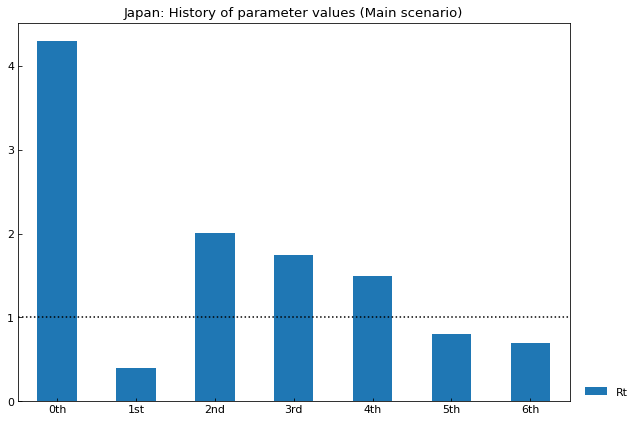 Japan: History of parameter values (Main scenario)
4
3
2
1
0
0th 1st 2nd 3rd 4th 5th 6th
Rt